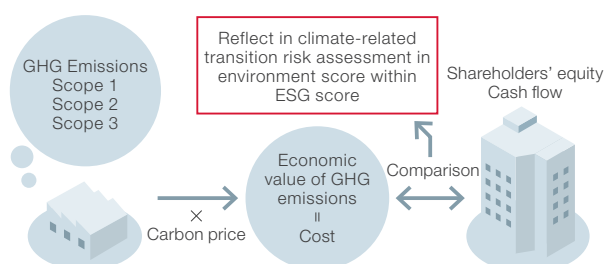 GHG Emissions
Scope 1
Scope 2
Scope 3
Reflect in climate-related
transition risk assessment in
environment score within
ESG score
Shareholders’ equity
Cash flow
×
Carbon price
Economic
value of GHG
emissions
=
Cost
Comparison